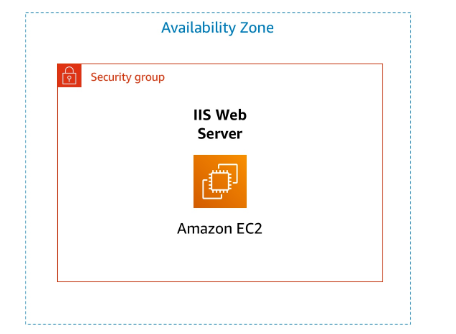 Availability Zone
Security group
IIS Web
Server
Amazon EC2